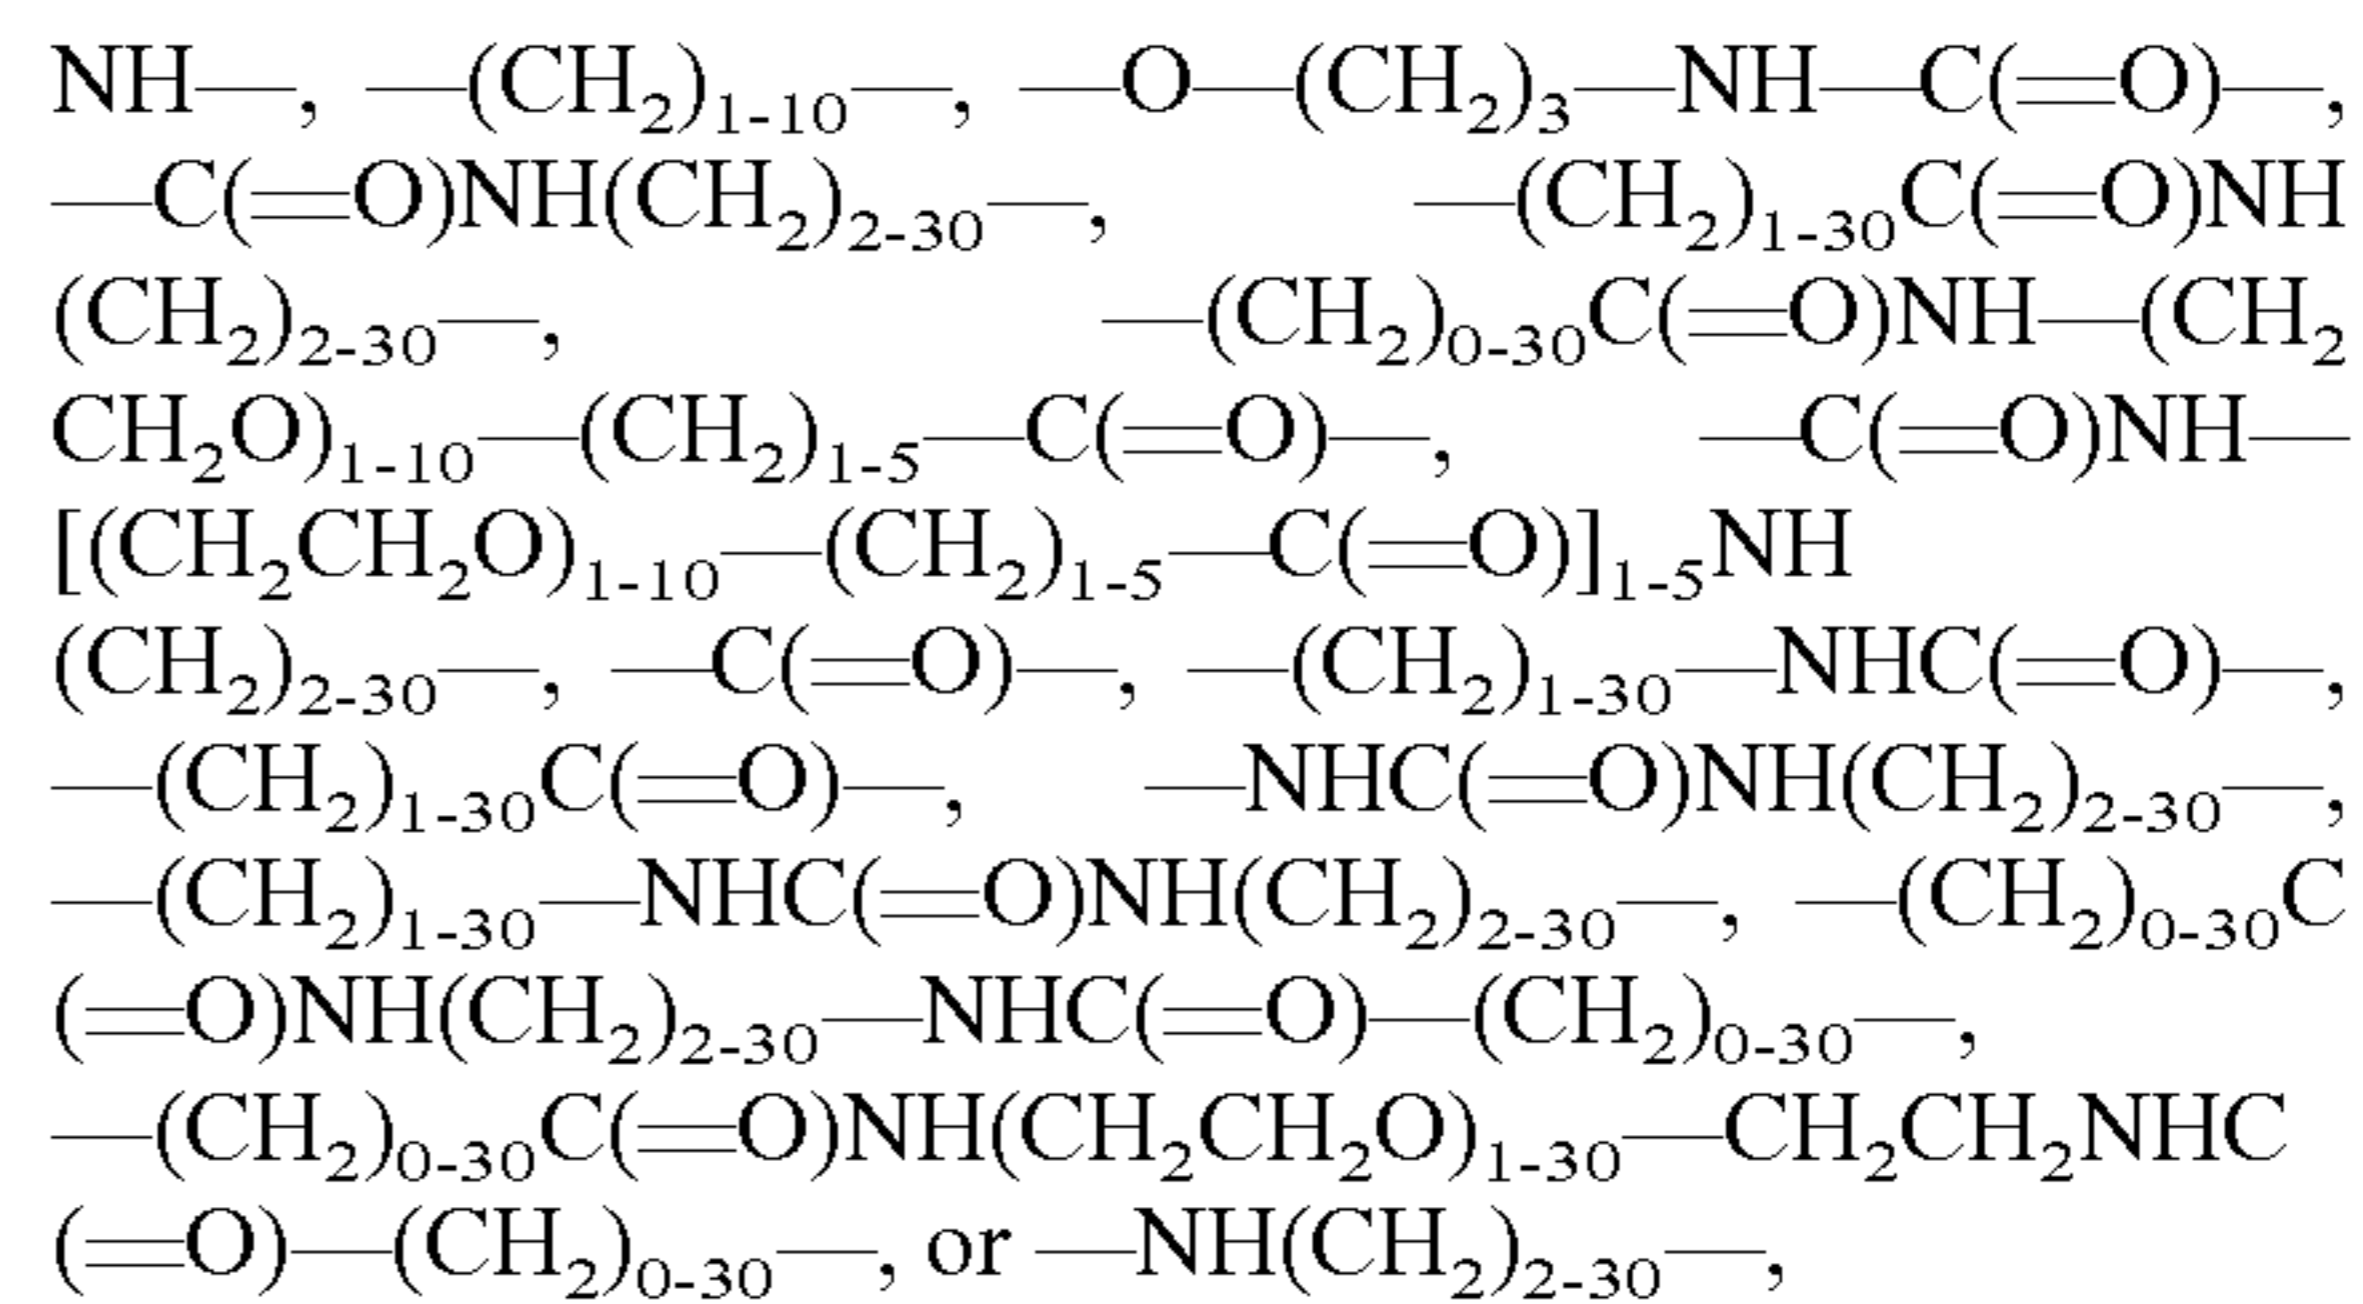 NH—, —(CH₂)₁₋₁₀—, —O—(CH₂)₃—NH—C(=O)—,
—C(=O)NH(CH₂)₂₋₃₀—, —(CH₂)₁₋₃₀C(=O)NH
(CH₂)₂₋₃₀—, —(CH₂)₀₋₃₀C(=O)NH—(CH₂
CH₂O)₁₋₁₀—(CH₂)₁₋₅—C(=O)—, —C(=O)NH—
[(CH₂CH₂O)₁₋₁₀—(CH₂)₁₋₅—C(=O)]₁₋₅NH
(CH₂)₂₋₃₀—, —C(=O)—, —(CH₂)₁₋₃₀—NHC(=O)—,
—(CH₂)₁₋₃₀C(=O)—, —NHC(=O)NH(CH₂)₂₋₃₀—,
—(CH₂)₁₋₃₀—NHC(=O)NH(CH₂)₂₋₃₀—, —(CH₂)₀₋₃₀C
(=O)NH(CH₂)₂₋₃₀—NHC(=O)—(CH₂)₀₋₃₀—,
—(CH₂)₀₋₃₀C(=O)NH(CH₂CH₂O)₁₋₃₀—CH₂CH₂NHC
(=O)—(CH₂)₀₋₃₀—, or —NH(CH₂)₂₋₃₀—,